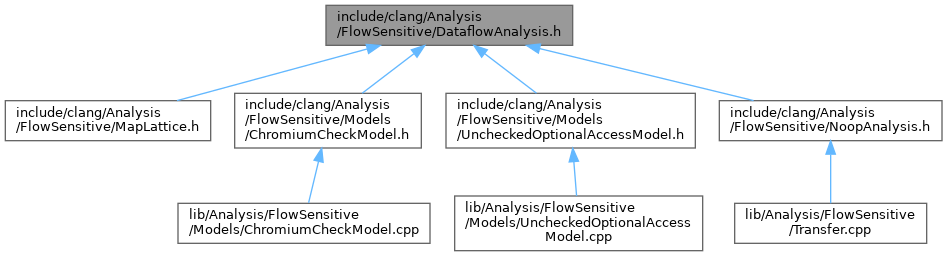 include/clang/Analysis
/FlowSensitive/DataflowAnalysis.h
include/clang/Analysis
/FlowSensitive/MapLattice.h
include/clang/Analysis
/FlowSensitive/Models
/ChromiumCheckModel.h
include/clang/Analysis
/FlowSensitive/Models
/UncheckedOptionalAccessModel.h
include/clang/Analysis
/FlowSensitive/NoopAnalysis.h
lib/Analysis/FlowSensitive
/Models/ChromiumCheckModel.cpp
lib/Analysis/FlowSensitive
/Models/UncheckedOptionalAccess
Model.cpp
lib/Analysis/FlowSensitive
/Transfer.cpp